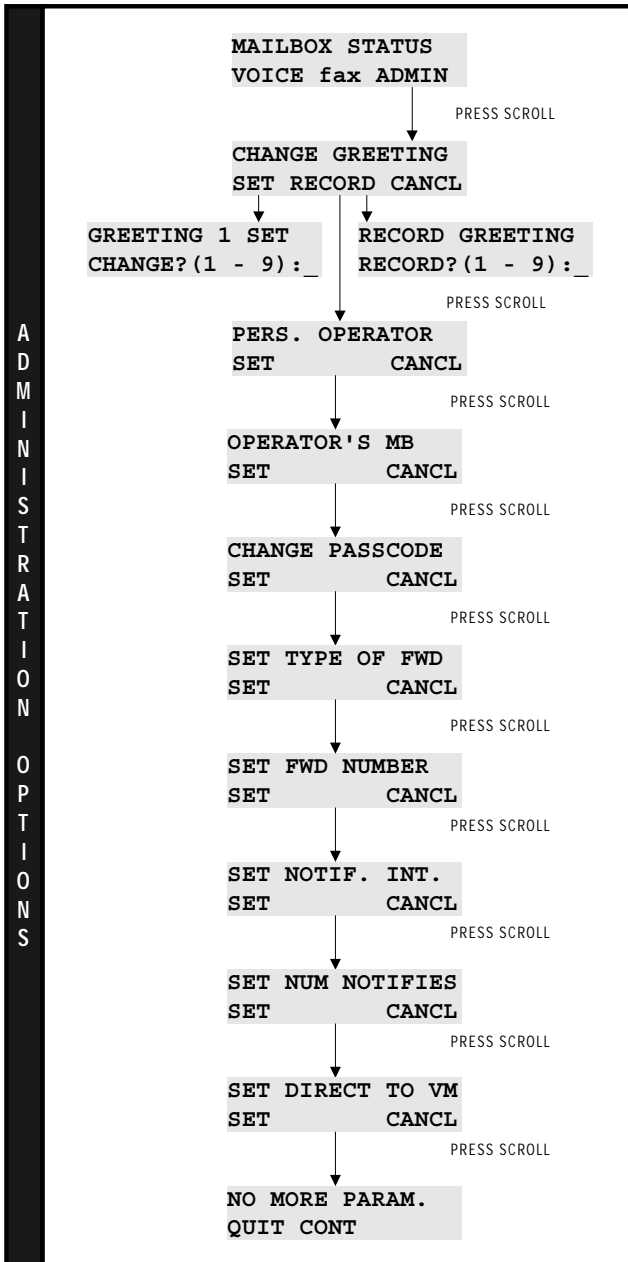 ADMINISTRATION OPTIONS
MAILBOX STATUS
VOICE fax ADMIN
PRESS SCROLL
CHANGE GREETING
SET RECORD CANCL
GREETING 1 SET
CHANGE?(1 - 9):_
RECORD GREETING
RECORD?(1 - 9):_
PRESS SCROLL
PERS. OPERATOR
SET CANCL
PRESS SCROLL
OPERATOR'S MB
SET CANCL
PRESS SCROLL
CHANGE PASSCODE
SET CANCL
PRESS SCROLL
SET TYPE OF FWD
SET CANCL
PRESS SCROLL
SET FWD NUMBER
SET CANCL
PRESS SCROLL
SET NOTIF. INT.
SET CANCL
PRESS SCROLL
SET NUM NOTIFIES
SET CANCL
PRESS SCROLL
SET DIRECT TO VM
SET CANCL
PRESS SCROLL
NO MORE PARAM.
QUIT CONT